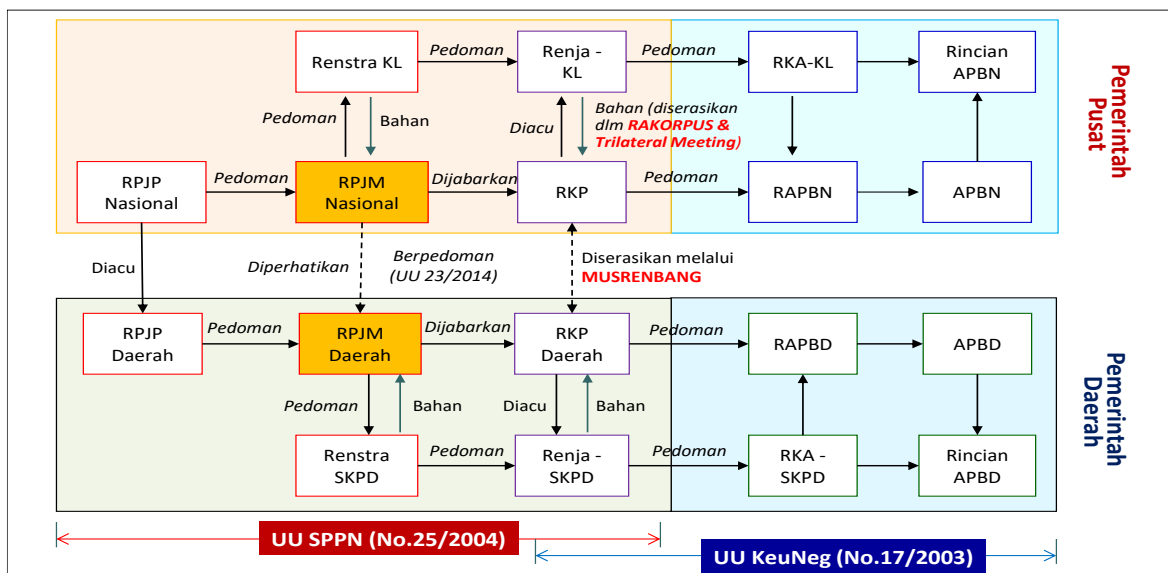 Renstra KL
Pedoman
Renja -
KL
Pedoman
RKA-KL
Rincian
APBN
Pemerintah
Pusat
Pedoman
Bahan
Diacu
Bahan (diserasikan
dlm RAKORPUS &
Trilateral Meeting)
RPJP
Nasional
Pedoman
RPJM
Nasional
Dijabarkan
RKP
Pedoman
RAPBN
APBN
Diacu
Diperhatikan
Berpedoman
(UU 23/2014)
Diserasikan melalui
MUSRENBANG
RPJP
Daerah
Pedoman
RPJM
Daerah
Dijabarkan
RKP
Daerah
Pedoman
RAPBD
APBD
Pemerintah
Daerah
Pedoman
Bahan
Diacu
Bahan
Renstra
SKPD
Pedoman
Renja -
SKPD
Pedoman
RKA -
SKPD
Rincian
APBD
UU SPPN (No.25/2004)
UU KeuNeg (No.17/2003)